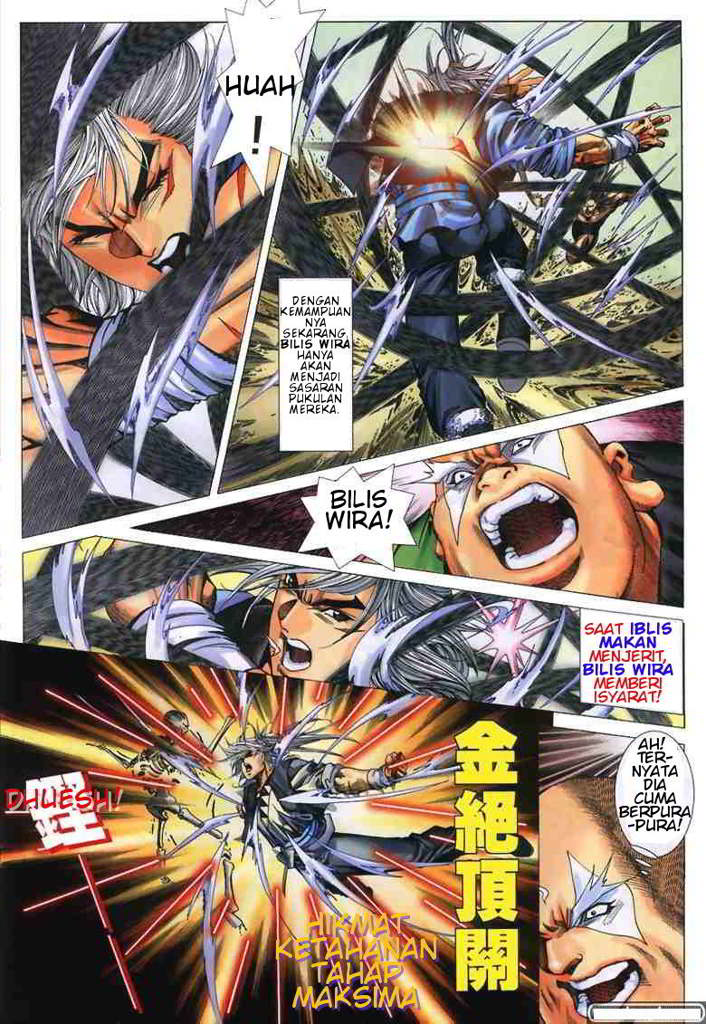 HUAH
!
DENGAN
KEMAMPUAN
NYA
SEKARANG,
BILIS WIRA
HANYA
AKAN
MENJADI
SASARAN
PUKULAN
MEREKA.
BILIS
WIRA!
SAAT IBLIS
MAKAN
MENJERIT,
BILIS WIRA
MEMBERI
ISYARAT!
DHUESH!
金絕頂關
HIKMAT
KETAHANAN
TAHAP
MAKSIMA
AH!
TER-
NYATA
DIA
CUMA
BERPURA
-PURA!